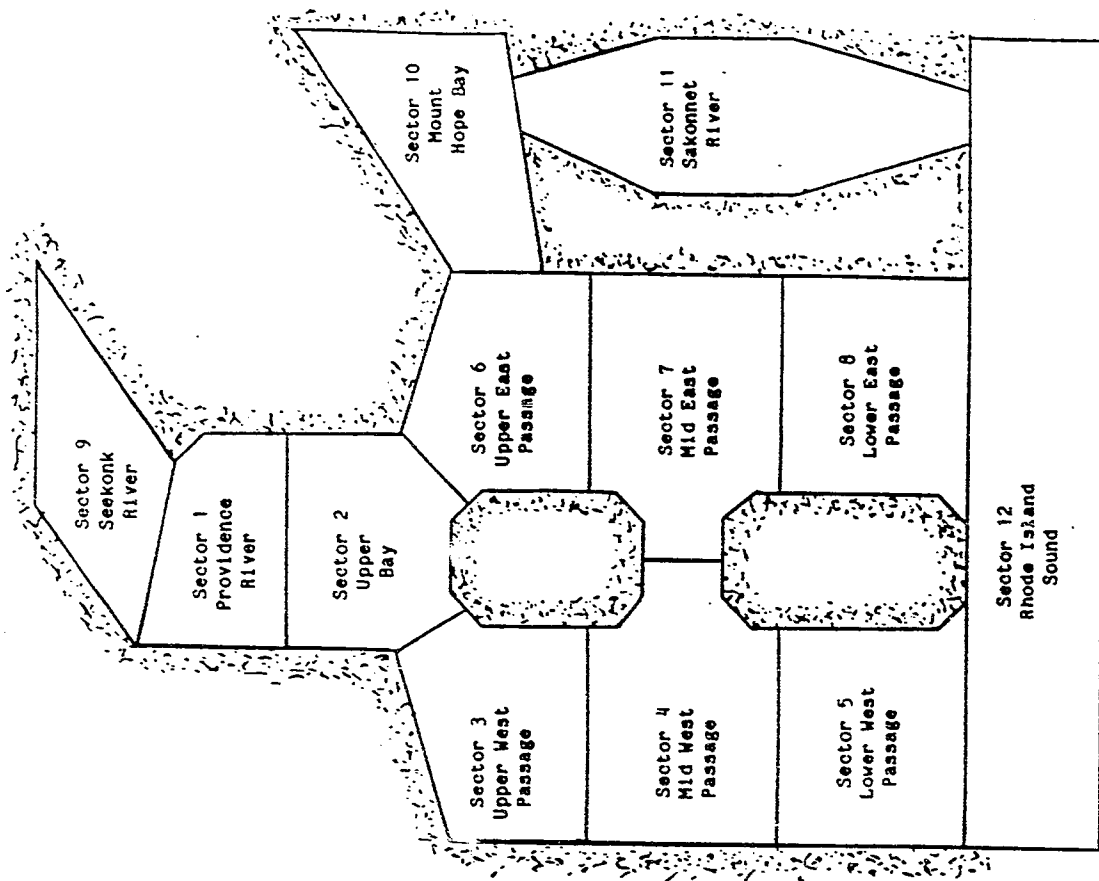 Sector 9
Seekonk
River
Sector 1
Providence
River
Sector 2
Upper
Bay
Sector 3
Upper West
Passage
Sector 4
Mid West
Passage
Sector 5
Lower West
Passage
Sector 6
Upper East
Passage
Sector 7
Mid East
Passage
Sector 8
Lower East
Passage
Sector 10
Mount
Hope Bay
Sector 11
Sakonnet
River
Sector 12
Rhode Island
Sound